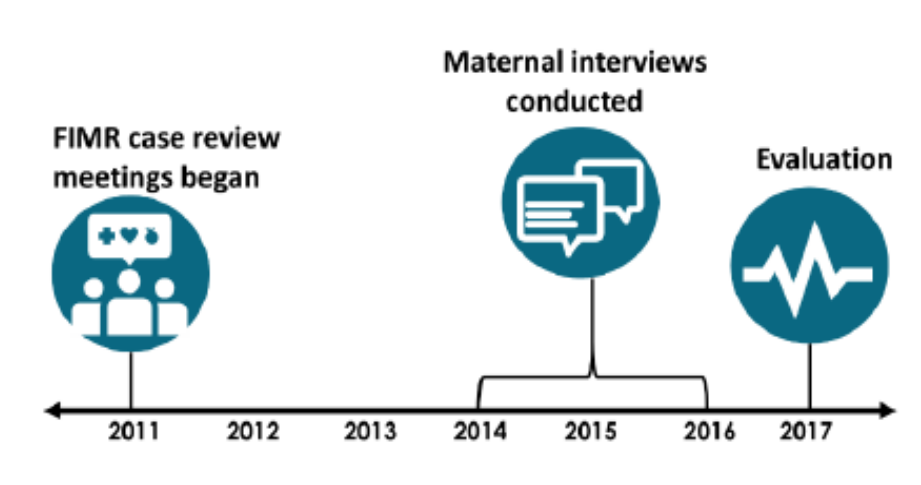 Maternal interviews
conducted
FIMR case review
meetings began
Evaluation
2011 2012 2013 2014 2015 2016 2017